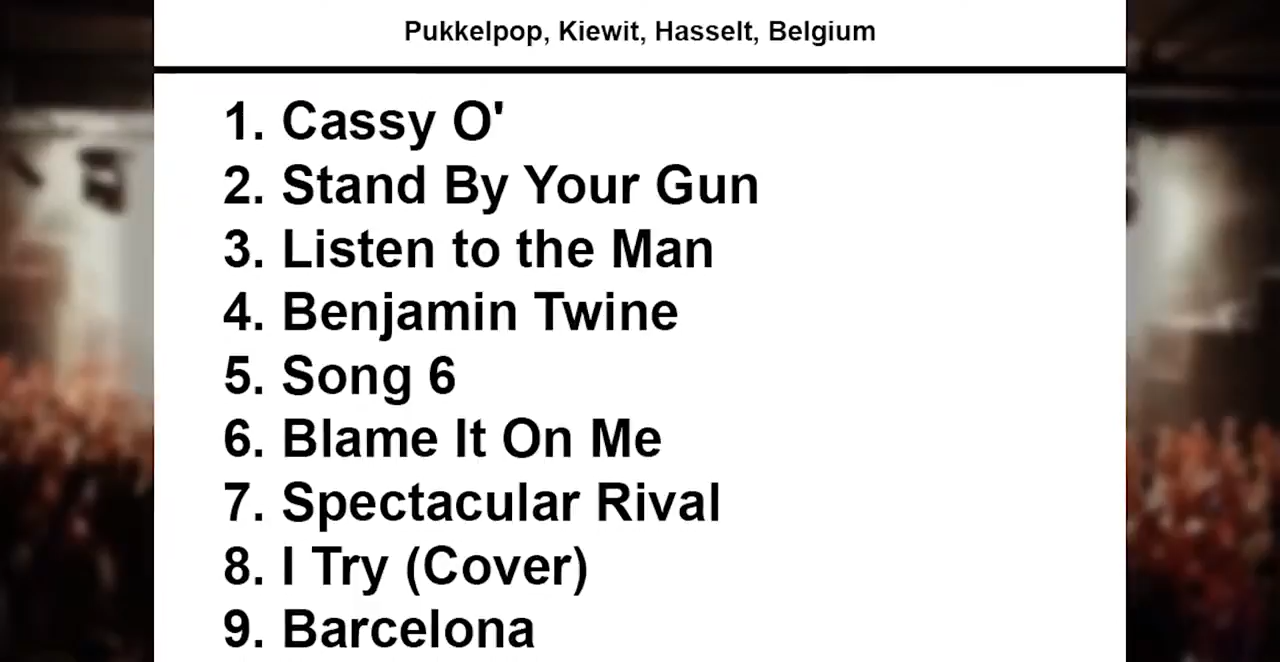 Pukkelpop, Kiewit, Hasselt, Belgium
1. Cassy O'
2. Stand By Your Gun
3. Listen to the Man
4. Benjamin Twine
5. Song 6
6. Blame It On Me
7. Spectacular Rival
8. I Try (Cover)
9. Barcelona